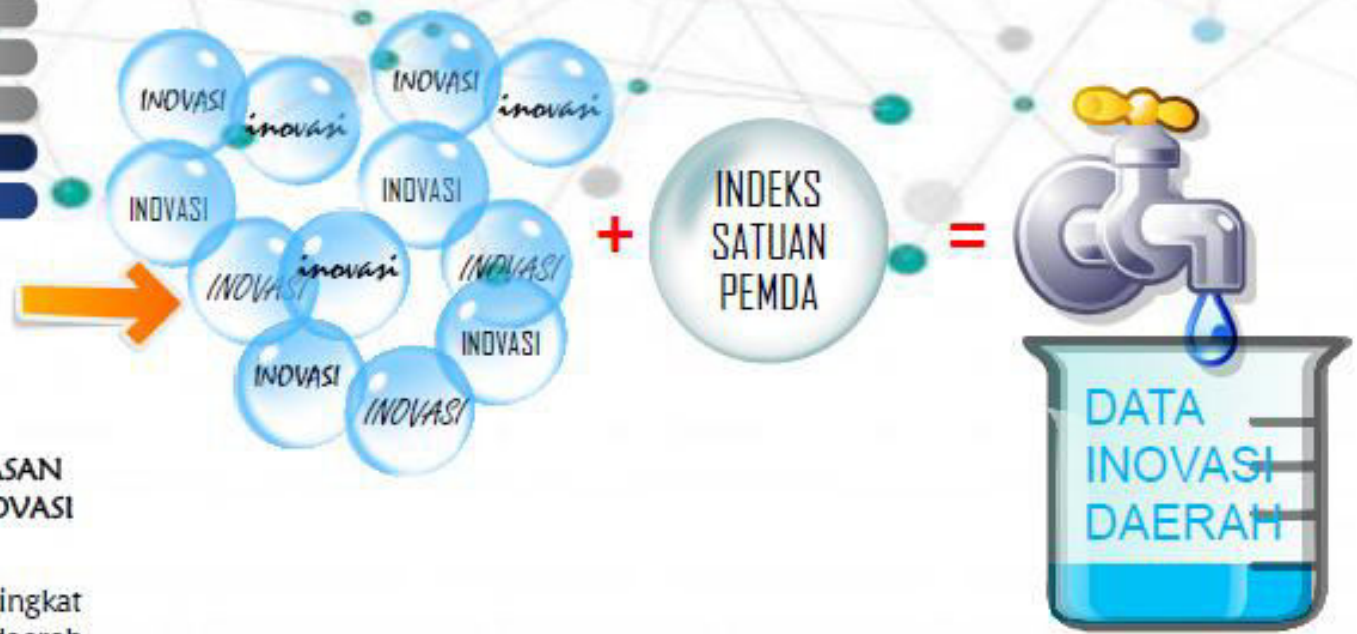 INOVASI
inovasi
INOVASI
inovasi
INOVASI
INOVASI
INOVASI
inovasi
INOVASI
INOVASI
INOVASI
INOVASI
+
INDEKS
SATUAN
PEMDA
=
DATA
INOVASI
DAERAH